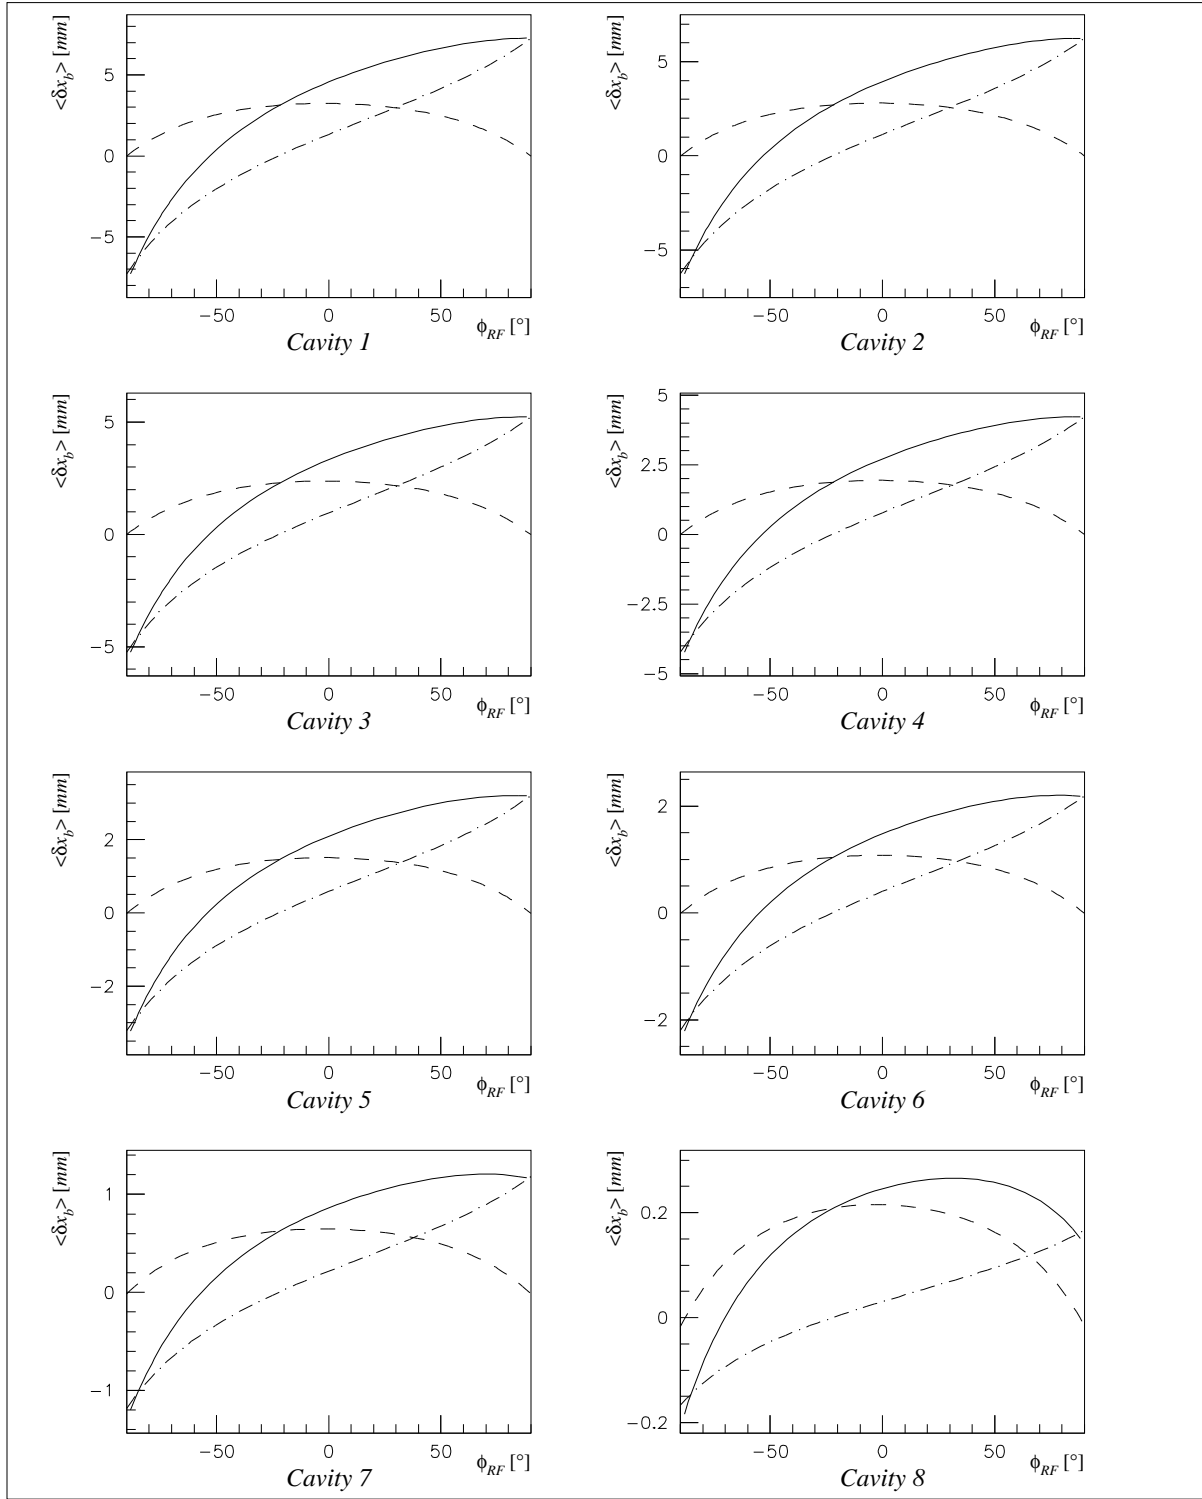 <δx_b> [mm]
5
0
−5
−50
0
50
ϕ_RF [°]
Cavity 1
<δx_b> [mm]
5
0
−5
−50
0
50
ϕ_RF [°]
Cavity 2
<δx_b> [mm]
5
0
−5
−50
0
50
ϕ_RF [°]
Cavity 3
<δx_b> [mm]
5
2.5
0
−2.5
−5
−50
0
50
ϕ_RF [°]
Cavity 4
<δx_b> [mm]
2
0
−2
−50
0
50
ϕ_RF [°]
Cavity 5
<δx_b> [mm]
2
0
−2
−50
0
50
ϕ_RF [°]
Cavity 6
<δx_b> [mm]
1
0
−1
−50
0
50
ϕ_RF [°]
Cavity 7
<δx_b> [mm]
0.2
0
−0.2
−50
0
50
ϕ_RF [°]
Cavity 8